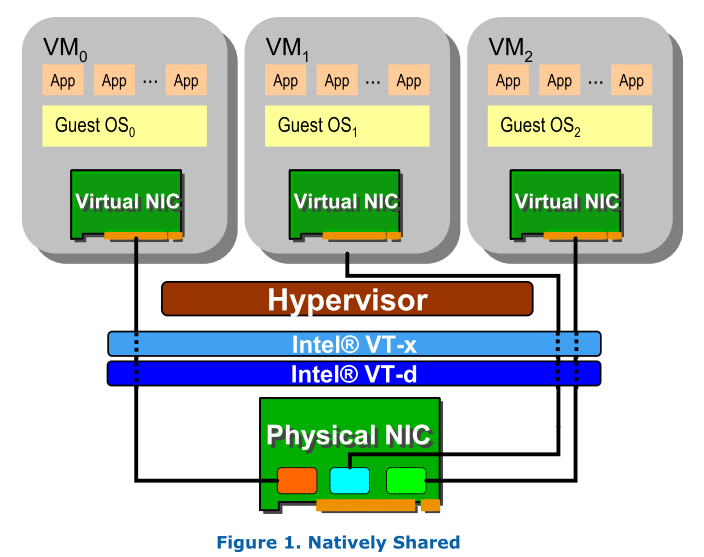 VM0 VM1 VM2
App App ... App App App ... App App App ... App
Guest OS0 Guest OS1 Guest OS2
Virtual NIC Virtual NIC Virtual NIC
Hypervisor
Intel® VT-x
Intel® VT-d
Physical NIC
Figure 1. Natively Shared